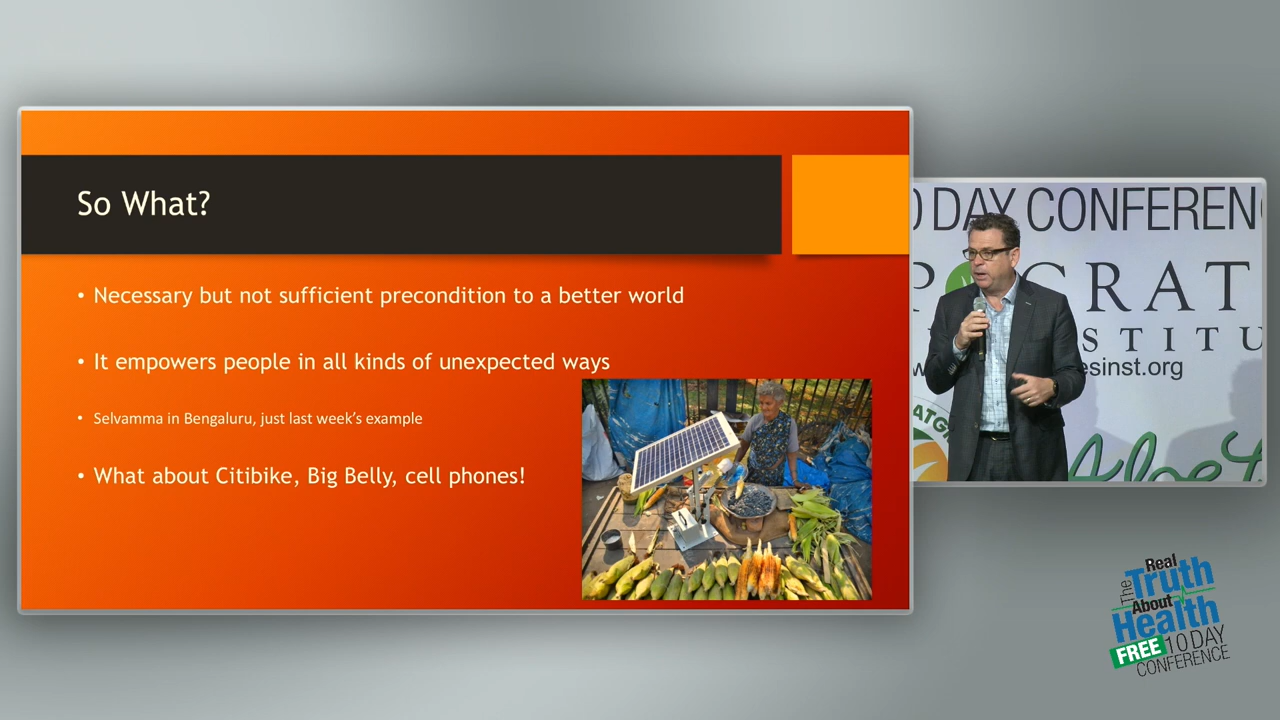 So What?
• Necessary but not sufficient precondition to a better world
• It empowers people in all kinds of unexpected ways
• Selvamma in Bengaluru, just last week’s example
• What about Citibike, Big Belly, cell phones!
DAY CONFEREN
P CRAT
STITU
esinst.org
The Real
Truth
About
Health
FREE 10 DAY
CONFERENCE